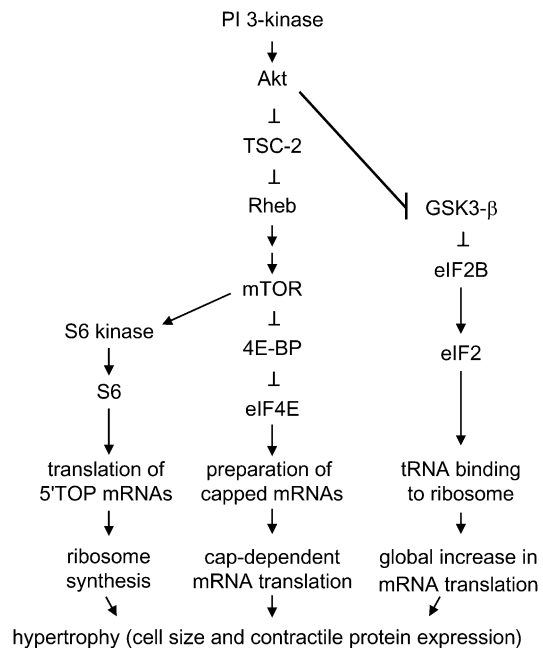 PI 3-kinase
Akt
TSC-2
Rheb
GSK3-β
eIF2B
mTOR
S6 kinase
4E-BP
eIF2
S6
eIF4E
translation of
5'TOP mRNAs
preparation of
capped mRNAs
tRNA binding
to ribosome
ribosome
synthesis
cap-dependent
mRNA translation
global increase in
mRNA translation
hypertrophy (cell size and contractile protein expression)